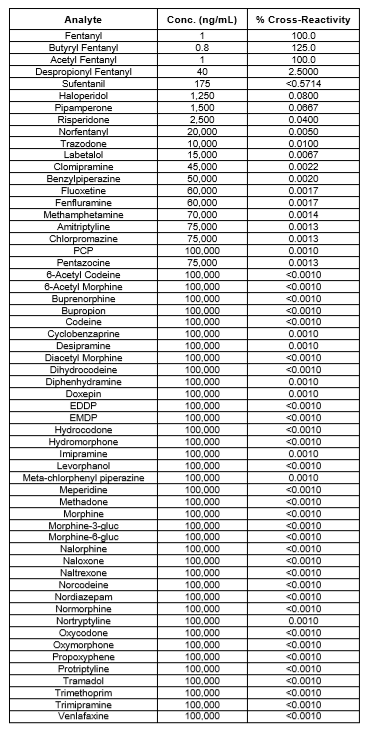 Analyte Conc. (ng/mL) % Cross-Reactivity
Fentanyl 1 100.0
Butyryl Fentanyl 0.8 125.0
Acetyl Fentanyl 1 100.0
Despropionyl Fentanyl 40 2.5000
Sufentanil 175 <0.5714
Haloperidol 1,250 0.0800
Pipamperone 1,500 0.0667
Risperidone 2,500 0.0400
Norfentanyl 20,000 0.0050
Trazodone 10,000 0.0100
Labetalol 15,000 0.0067
Clomipramine 45,000 0.0022
Benzylpiperazine 50,000 0.0020
Fluoxetine 60,000 0.0017
Fenfluramine 60,000 0.0017
Methamphetamine 70,000 0.0014
Amitriptyline 75,000 0.0013
Chlorpromazine 75,000 0.0013
PCP 100,000 0.0010
Pentazocine 75,000 0.0013
6-Acetyl Codeine 100,000 <0.0010
6-Acetyl Morphine 100,000 <0.0010
Buprenorphine 100,000 <0.0010
Bupropion 100,000 <0.0010
Codeine 100,000 <0.0010
Cyclobenzaprine 100,000 0.0010
Desipramine 100,000 0.0010
Diacetyl Morphine 100,000 <0.0010
Dihydrocodeine 100,000 <0.0010
Diphenhydramine 100,000 0.0010
Doxepin 100,000 0.0010
EDDP 100,000 <0.0010
EMDP 100,000 <0.0010
Hydrocodone 100,000 <0.0010
Hydromorphone 100,000 <0.0010
Imipramine 100,000 0.0010
Levorphanol 100,000 <0.0010
Meta-chlorphenyl piperazine 100,000 0.0010
Meperidine 100,000 <0.0010
Methadone 100,000 <0.0010
Morphine 100,000 <0.0010
Morphine-3-gluc 100,000 <0.0010
Morphine-6-gluc 100,000 <0.0010
Nalorphine 100,000 <0.0010
Naloxone 100,000 <0.0010
Naltrexone 100,000 <0.0010
Norcodeine 100,000 <0.0010
Nordiazepam 100,000 <0.0010
Normorphine 100,000 <0.0010
Nortryptyline 100,000 0.0010
Oxycodone 100,000 <0.0010
Oxymorphone 100,000 <0.0010
Propoxyphene 100,000 <0.0010
Protriptyline 100,000 <0.0010
Tramadol 100,000 <0.0010
Trimethoprim 100,000 <0.0010
Trimipramine 100,000 <0.0010
Venlafaxine 100,000 <0.0010